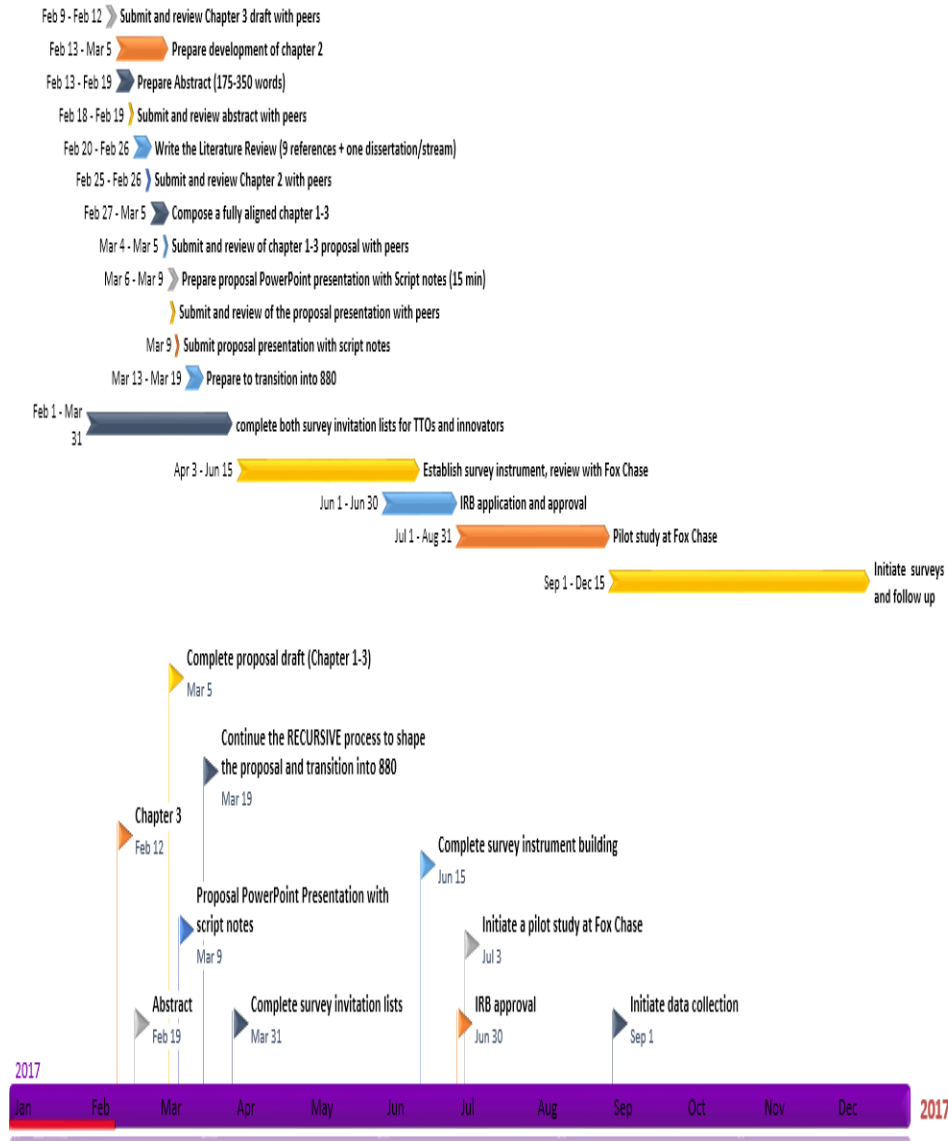 Feb 9 - Feb 12 Submit and review Chapter 3 draft with peers
Feb 13 - Mar 5 Prepare development of chapter 2
Feb 13 - Feb 19 Prepare Abstract (175-350 words)
Feb 18 - Feb 19 Submit and review abstract with peers
Feb 20 - Feb 26 Write the Literature Review (9 references + one dissertation/stream)
Feb 25 - Feb 26 Submit and review Chapter 2 with peers
Feb 27 - Mar 5 Compose a fully aligned chapter 1-3
Mar 4 - Mar 5 Submit and review of chapter 1-3 proposal with peers
Mar 6 - Mar 9 Prepare proposal PowerPoint presentation with Script notes (15 min)
Submit and review of the proposal presentation with peers
Mar 9 Submit proposal presentation with script notes
Mar 13 - Mar 19 Prepare to transition into 880
Feb 1 - Mar
31 complete both survey invitation lists for TTOs and innovators
Apr 3 - Jun 15 Establish survey instrument, review with Fox Chase
Jun 1 - Jun 30 IRB application and approval
Jul 1 - Aug 31 Pilot study at Fox Chase
Sep 1 - Dec 15 Initiate surveys
and follow up
Complete proposal draft (Chapter 1-3)
Mar 5
Continue the RECURSIVE process to shape
the proposal and transition into 880
Mar 19
Chapter 3
Feb 12
Complete survey instrument building
Jun 15
Proposal PowerPoint Presentation with
script notes
Mar 9
Initiate a pilot study at Fox Chase
Jul 3
Abstract
Feb 19
Complete survey invitation lists
Mar 31
IRB approval
Jun 30
Initiate data collection
Sep 1
2017
Jan Feb Mar Apr May Jun Jul Aug Sep Oct Nov Dec 2017